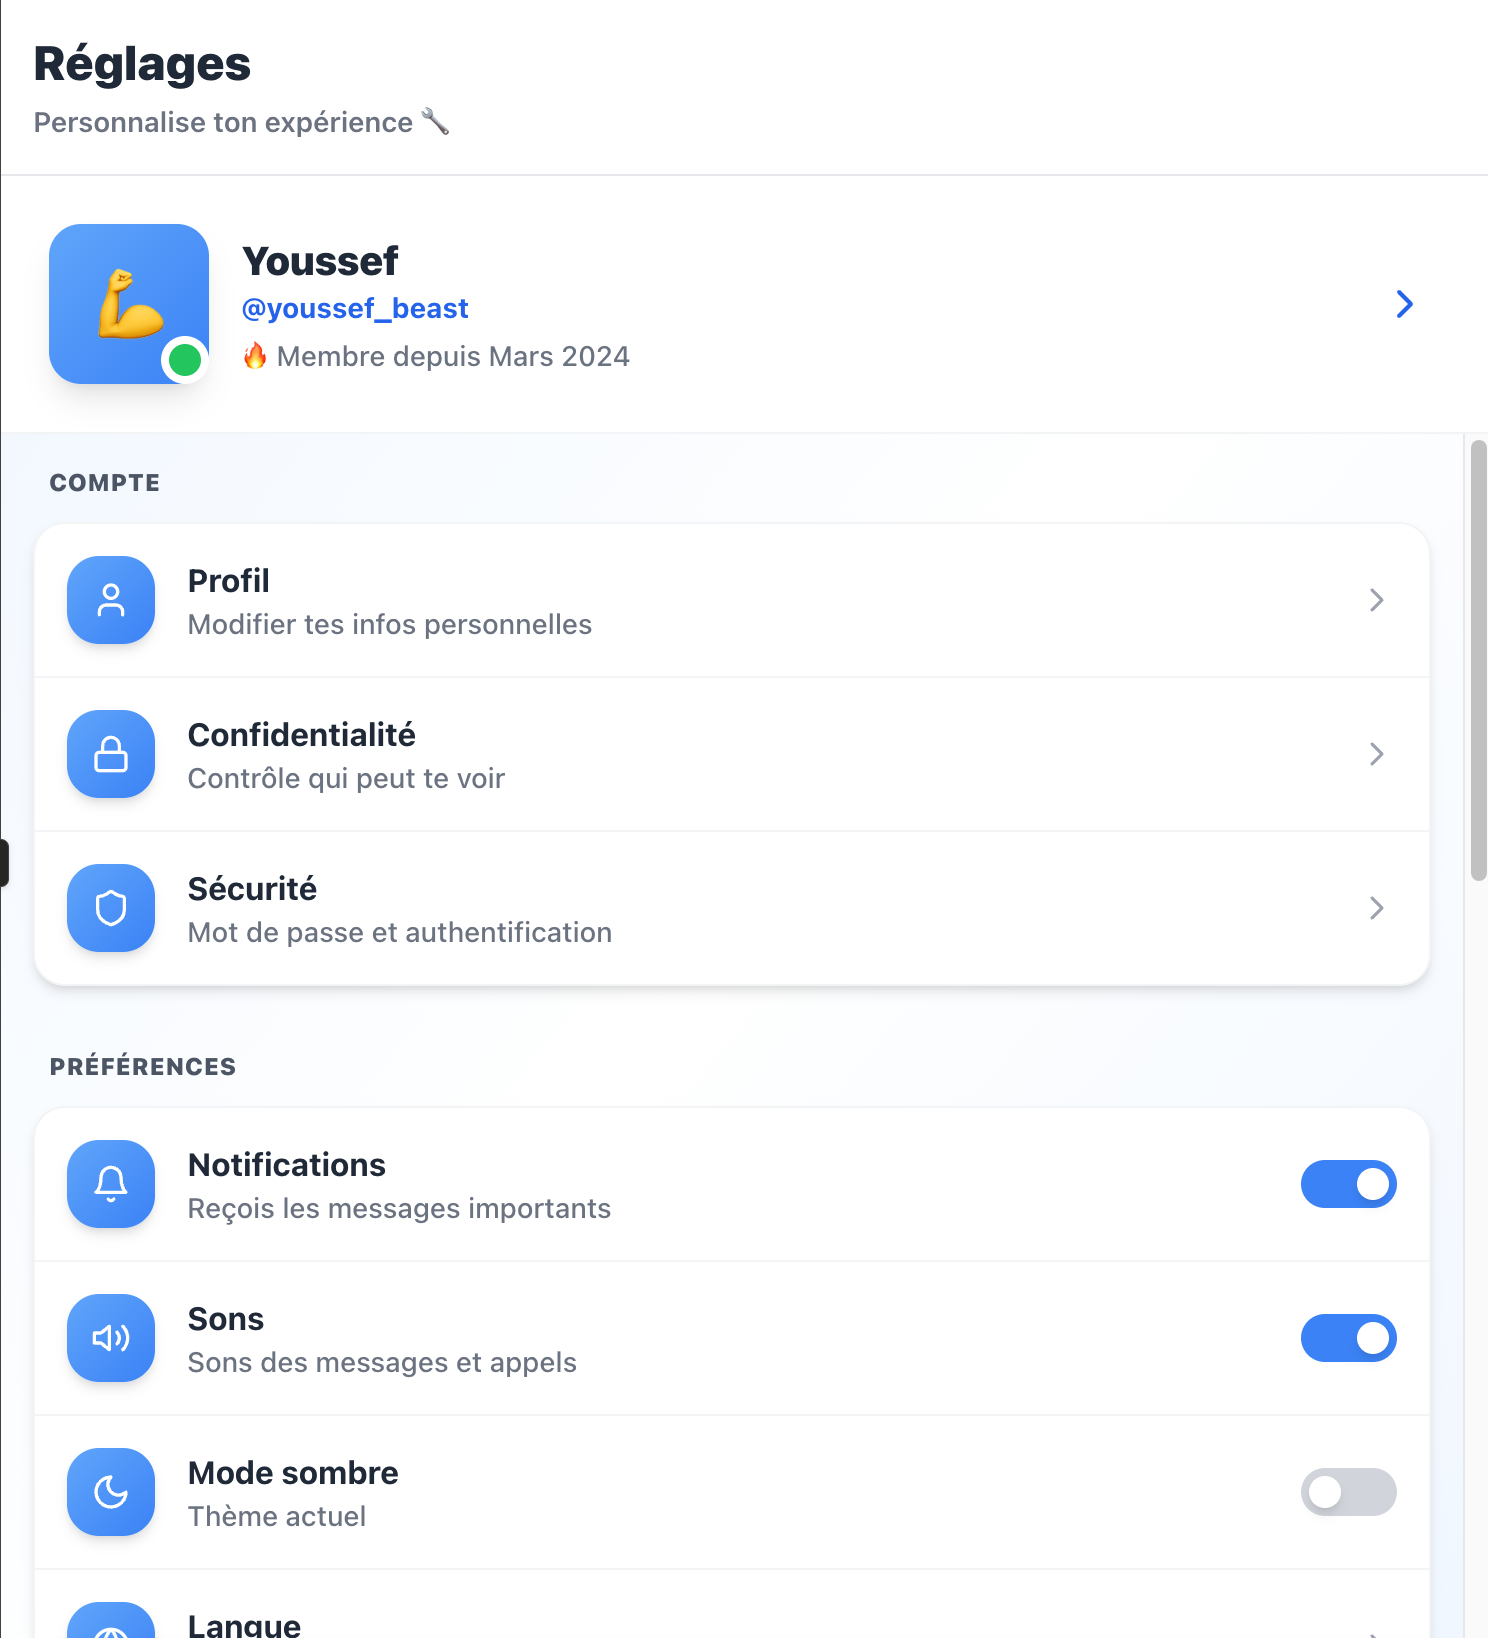 Réglages
Personnalise ton expérience 🔧
Youssef
@youssef_beast
🔥 Membre depuis Mars 2024
COMPTE
Profil
Modifier tes infos personnelles
Confidentialité
Contrôle qui peut te voir
Sécurité
Mot de passe et authentification
PRÉFÉRENCES
Notifications
Reçois les messages importants
Sons
Sons des messages et appels
Mode sombre
Thème actuel
Langue